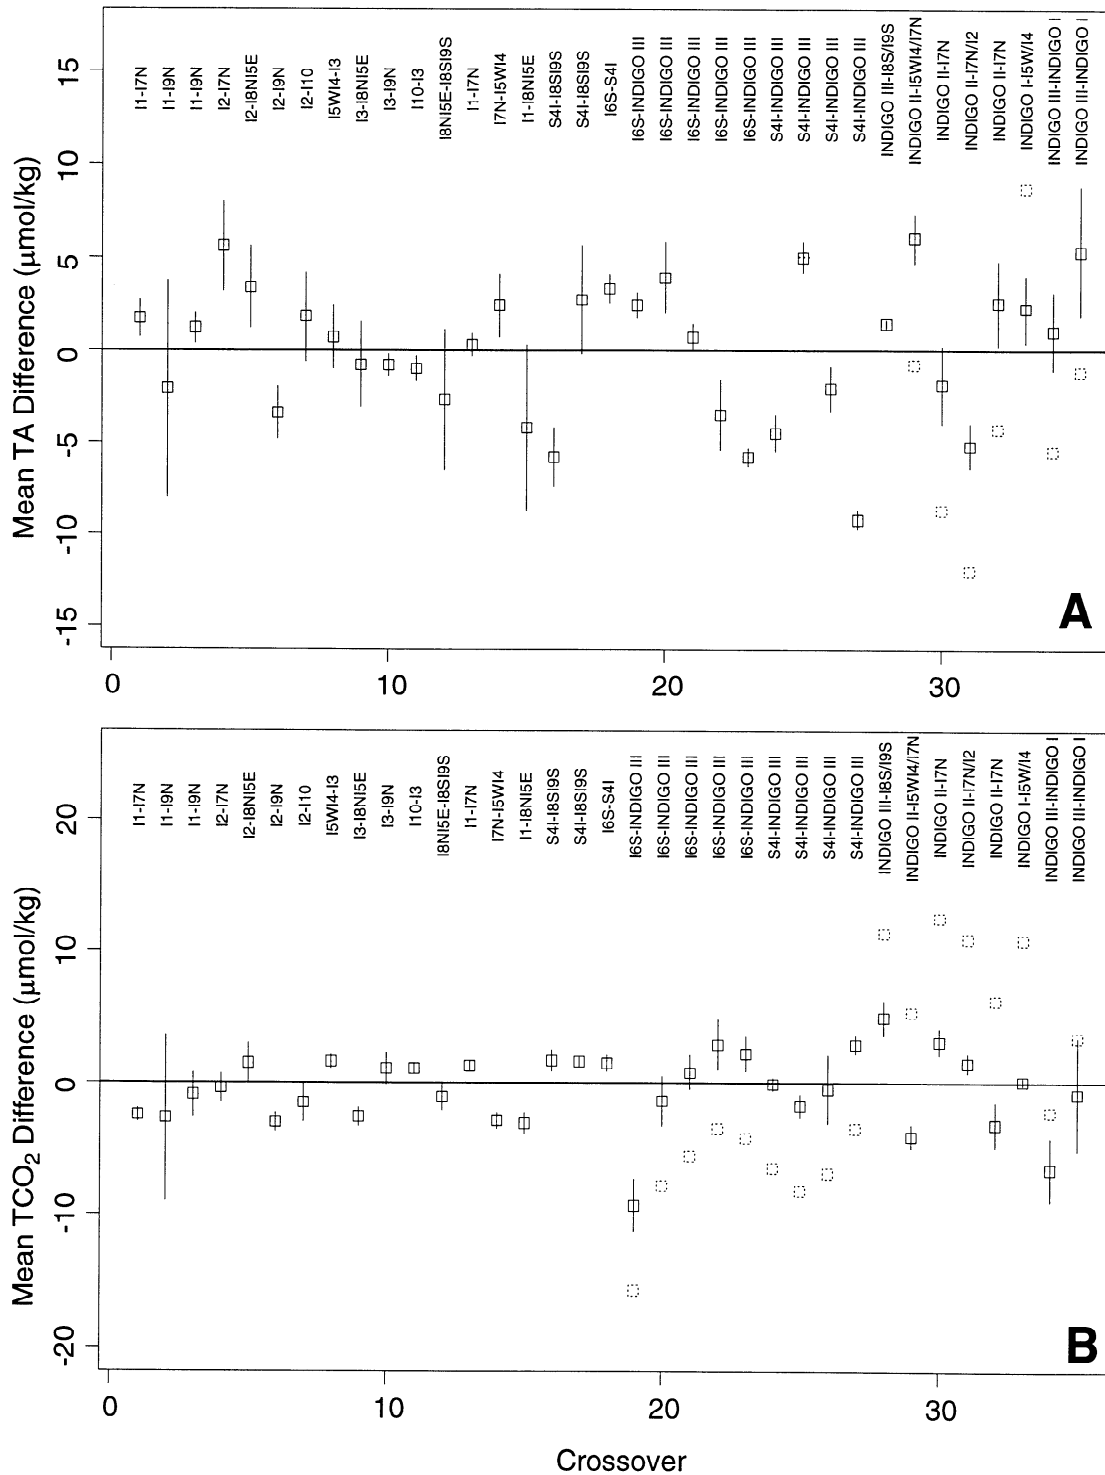 Mean TA Difference (μmol/kg)
15
10
5
0
-5
-10
-15
I1-I7N
I1-I9N
I1-I9N
I2-I7N
I2-I8NI5E
I2-I9N
I2-I10
I5WI4-I3
I3-I8NI5E
I3-I9N
I10-I3
I8NI5E-I8SI9S
I1-I7N
I7N-I5WI4
I1-I8NI5E
S4I-I8SI9S
S4I-I8SI9S
I6S-S4I
I6S-INDIGO III
I6S-INDIGO III
I6S-INDIGO III
I6S-INDIGO III
I6S-INDIGO III
S4I-INDIGO III
S4I-INDIGO III
S4I-INDIGO III
S4I-INDIGO III
INDIGO III-I8S/I9S
INDIGO II-I5WI4/I7N
INDIGO II-I7N
INDIGO II-I7N/I2
INDIGO II-I7N
INDIGO I-I5W/I4
INDIGO III-INDIGO I
INDIGO III-INDIGO I
A
0
10
20
30
Mean TCO2 Difference (μmol/kg)
20
10
0
-10
-20
I1-I7N
I1-I9N
I1-I9N
I2-I7N
I2-I8NI5E
I2-I9N
I2-I10
I5WI4-I3
I3-I8NI5E
I3-I9N
I10-I3
I8NI5E-I8SI9S
I1-I7N
I7N-I5WI4
I1-I8NI5E
S4I-I8SI9S
S4I-I8SI9S
I6S-S4I
I6S-INDIGO III
I6S-INDIGO III
I6S-INDIGO III
I6S-INDIGO III
I6S-INDIGO III
S4I-INDIGO III
S4I-INDIGO III
S4I-INDIGO III
S4I-INDIGO III
INDIGO III-I8S/I9S
INDIGO II-I5WI4/I7N
INDIGO II-I7N
INDIGO II-I7N/I2
INDIGO II-I7N
INDIGO I-I5W/I4
INDIGO III-INDIGO I
INDIGO III-INDIGO I
B
0
10
20
30
Crossover